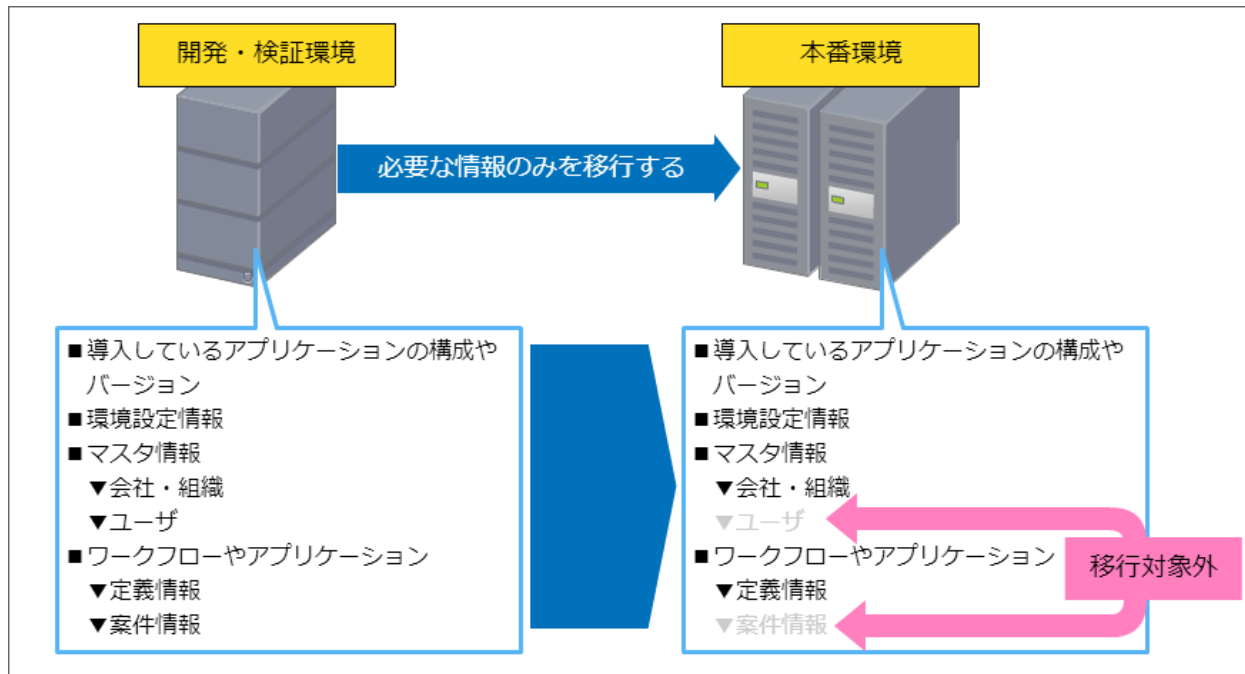 開発・検証環境
本番環境
必要な情報のみを移行する
■導入しているアプリケーションの構成や
バージョン
■環境設定情報
■マスタ情報
▼会社・組織
▼ユーザ
■ワークフローやアプリケーション
▼定義情報
▼案件情報
■導入しているアプリケーションの構成や
バージョン
■環境設定情報
■マスタ情報
▼会社・組織
▼ユーザ
■ワークフローやアプリケーション
▼定義情報
▼案件情報
移行対象外